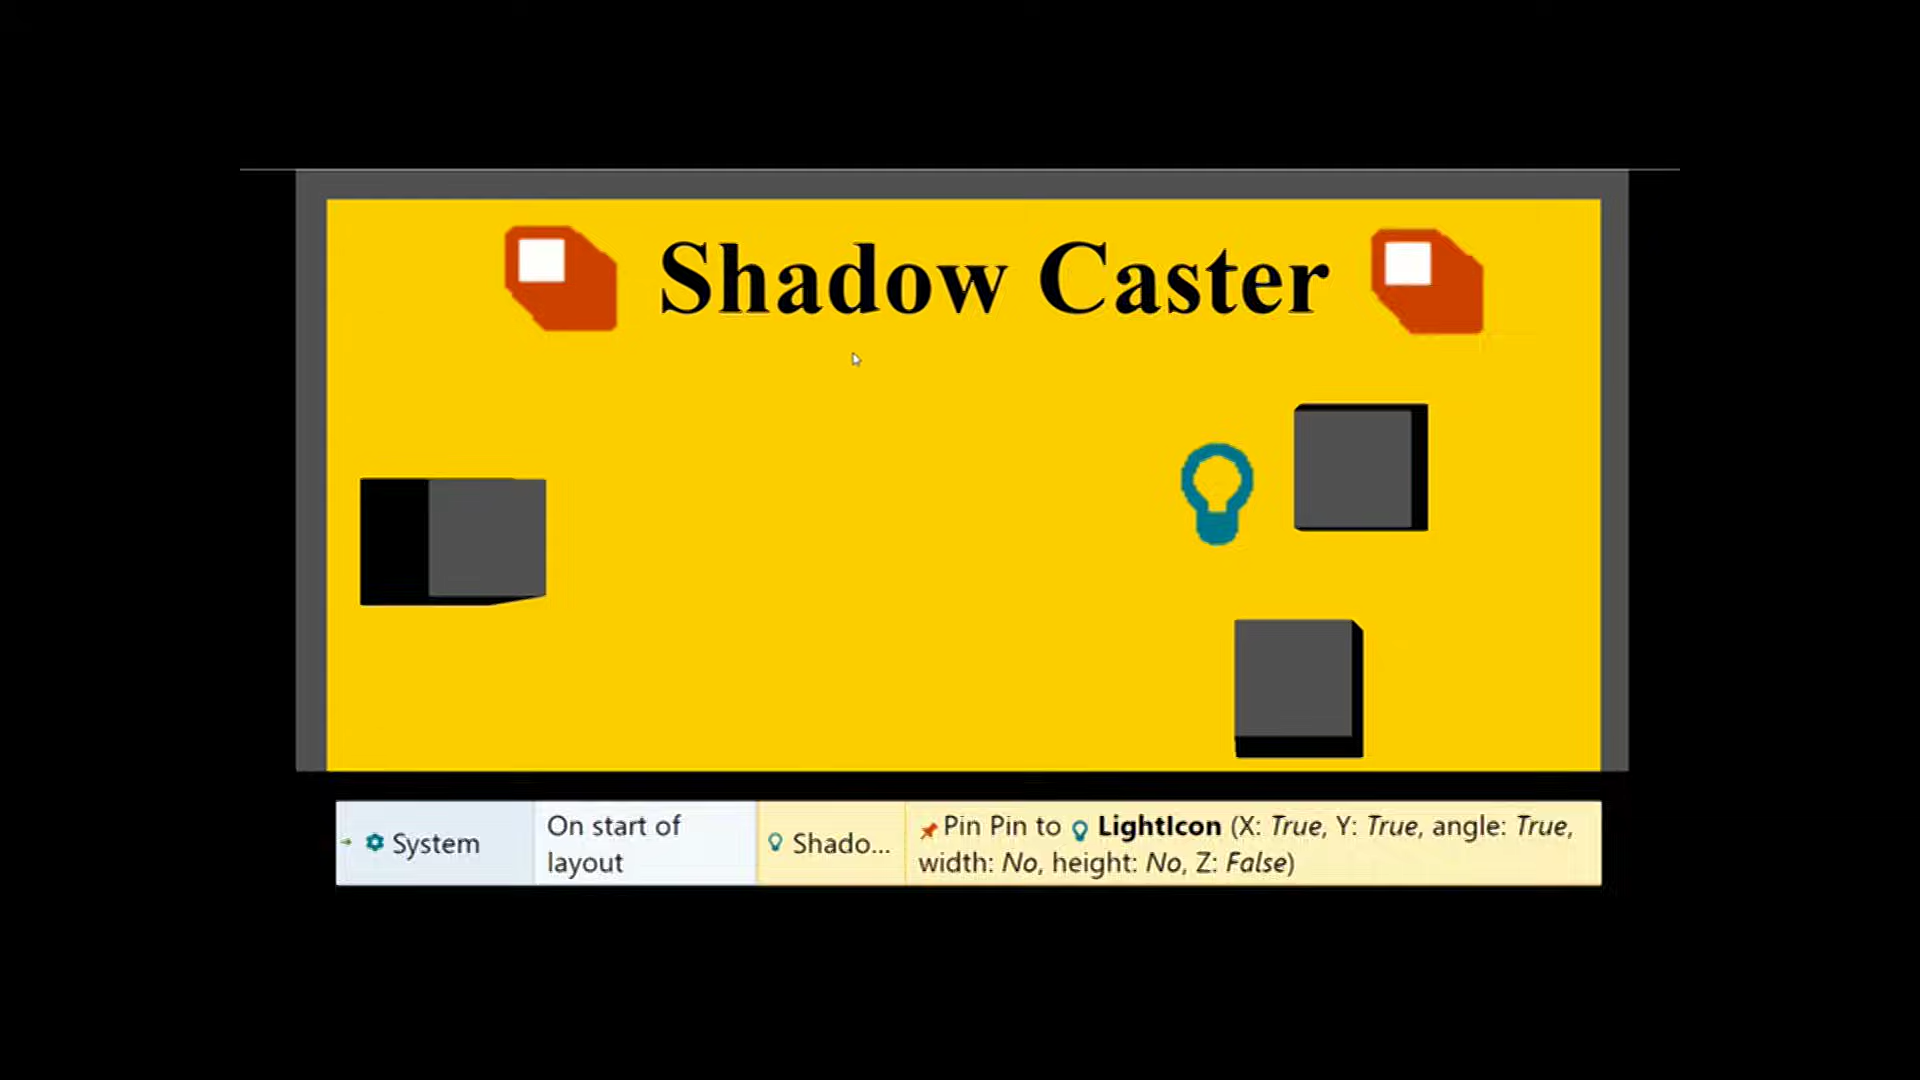 Shadow Caster
System
On start of
layout
Shado...
Pin Pin to LightIcon (X: True, Y: True, angle: True,
width: No, height: No, Z: False)